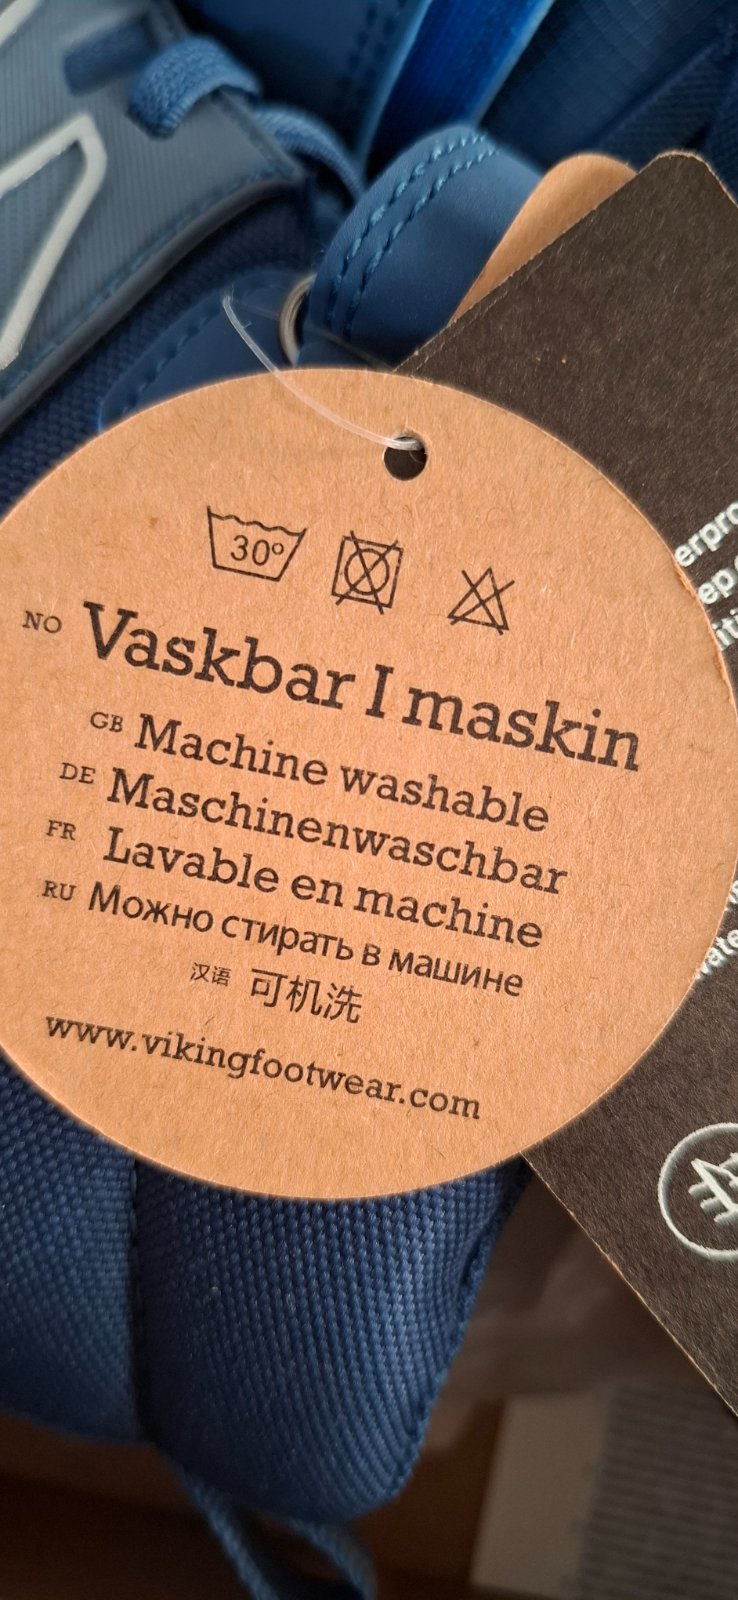 30°
NO Vaskbar I maskin
GB Machine washable
DE Maschinenwaschbar
FR Lavable en machine
RU Можно стирать в машине
汉语 可机洗
www.vikingfootwear.com